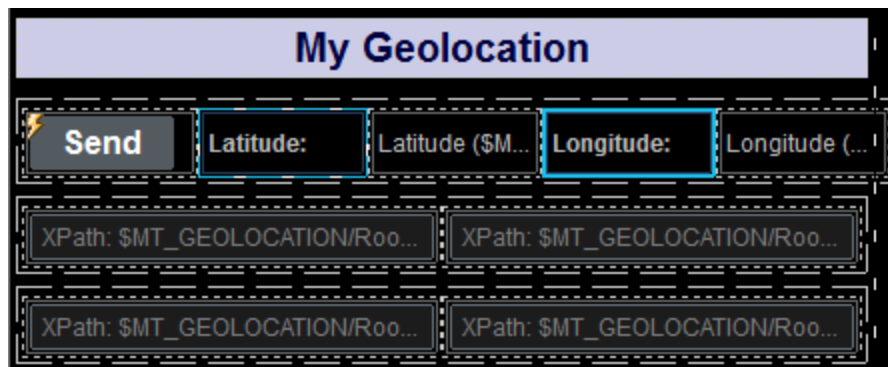 My Geolocation
Send Latitude: Latitude ($M... Longitude: Longitude (...
XPath: $MT_GEOLOCATION/Roo... XPath: $MT_GEOLOCATION/Roo...
XPath: $MT_GEOLOCATION/Roo... XPath: $MT_GEOLOCATION/Roo...